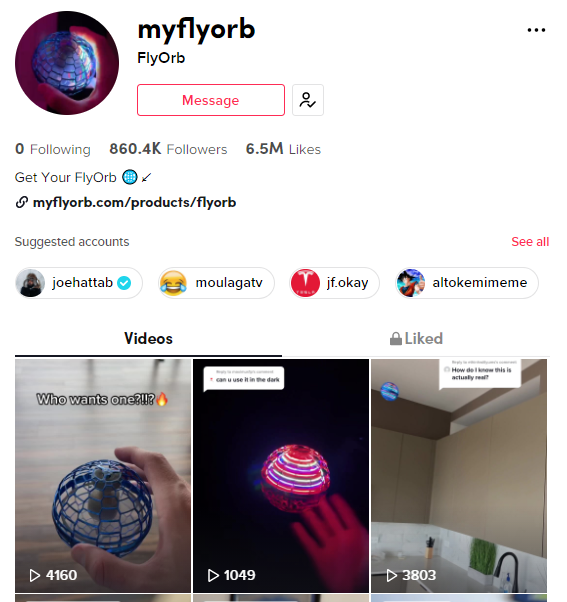 myflyorb
FlyOrb
Message
0 Following 860.4K Followers 6.5M Likes
Get Your FlyOrb
myflyorb.com/products/flyorb
Suggested accounts
See all
joehattab
moulagatv
jf.okay
altokemimeme
Videos
Liked
Who wants one?!!?
4160
can u use it in the dark
1049
How do I know this is
actually real?
3803